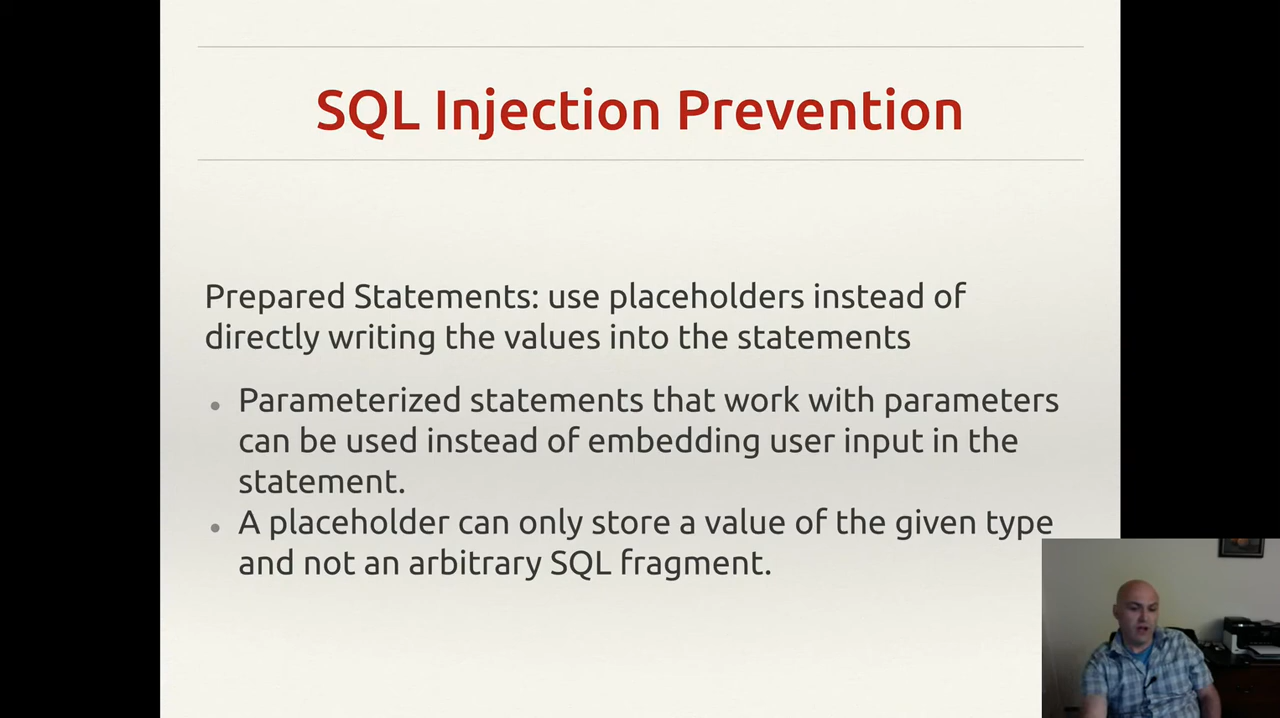 SQL Injection Prevention
Prepared Statements: use placeholders instead of
directly writing the values into the statements
• Parameterized statements that work with parameters
can be used instead of embedding user input in the
statement.
• A placeholder can only store a value of the given type
and not an arbitrary SQL fragment.